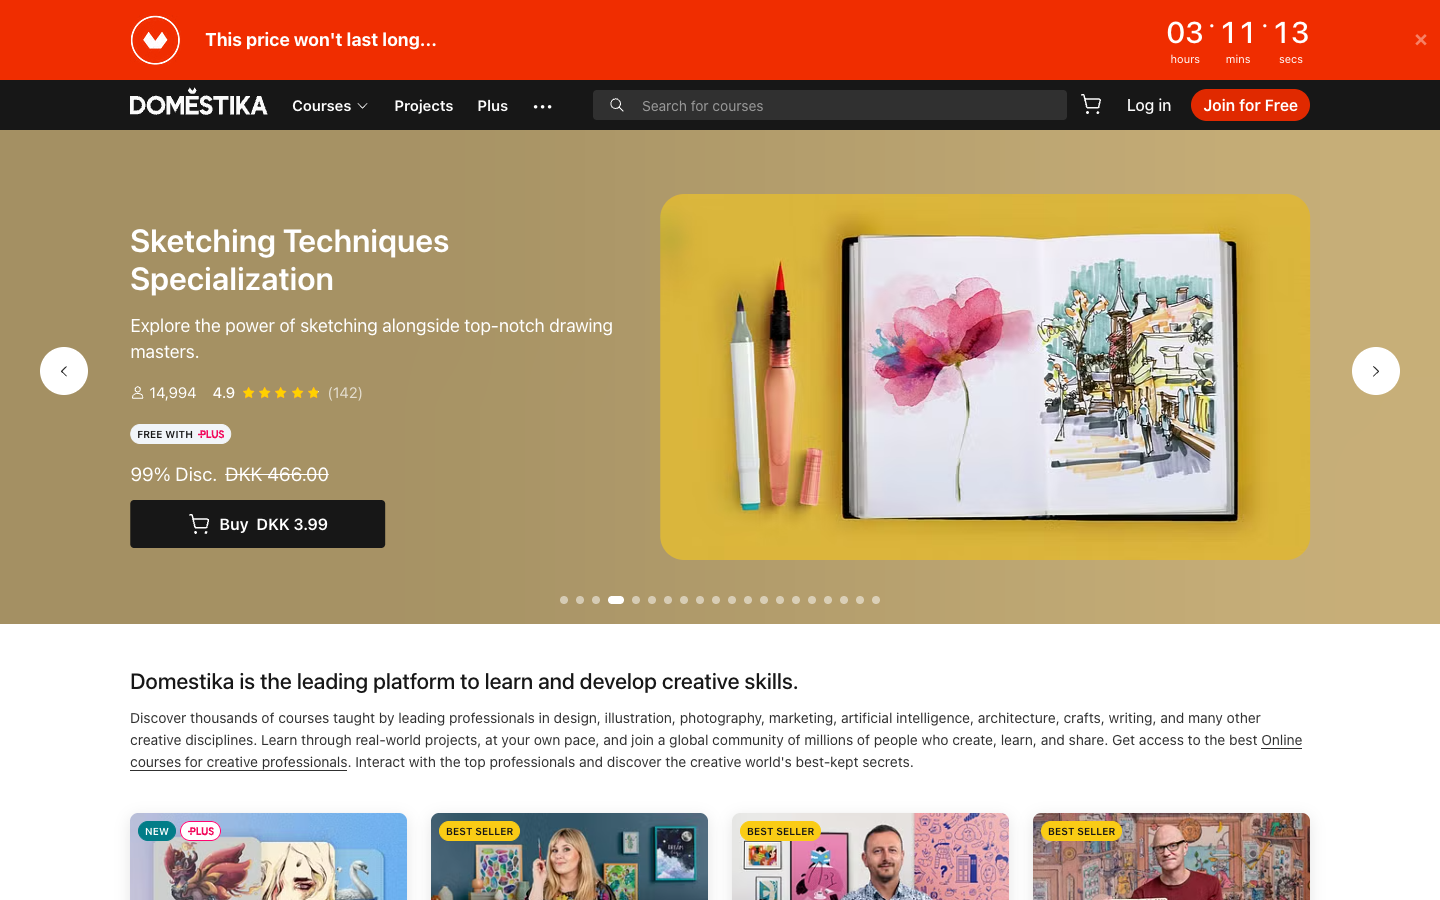 This price won't last long...
03 · 11 · 13
hours mins secs
DOMESTIKA
Courses
Projects
Plus
Search for courses
Log in
Join for Free
Sketching Techniques
Specialization
Explore the power of sketching alongside top-notch drawing
masters.
14,994 4.9 (142)
FREE WITH PLUS
99% Disc. DKK 466.00
Buy DKK 3.99
Domestika is the leading platform to learn and develop creative skills.
Discover thousands of courses taught by leading professionals in design, illustration, photography, marketing, artificial intelligence, architecture, crafts, writing, and many other
creative disciplines. Learn through real-world projects, at your own pace, and join a global community of millions of people who create, learn, and share. Get access to the best Online
courses for creative professionals. Interact with the top professionals and discover the creative world's best-kept secrets.
NEW PLUS
BEST SELLER
BEST SELLER
BEST SELLER